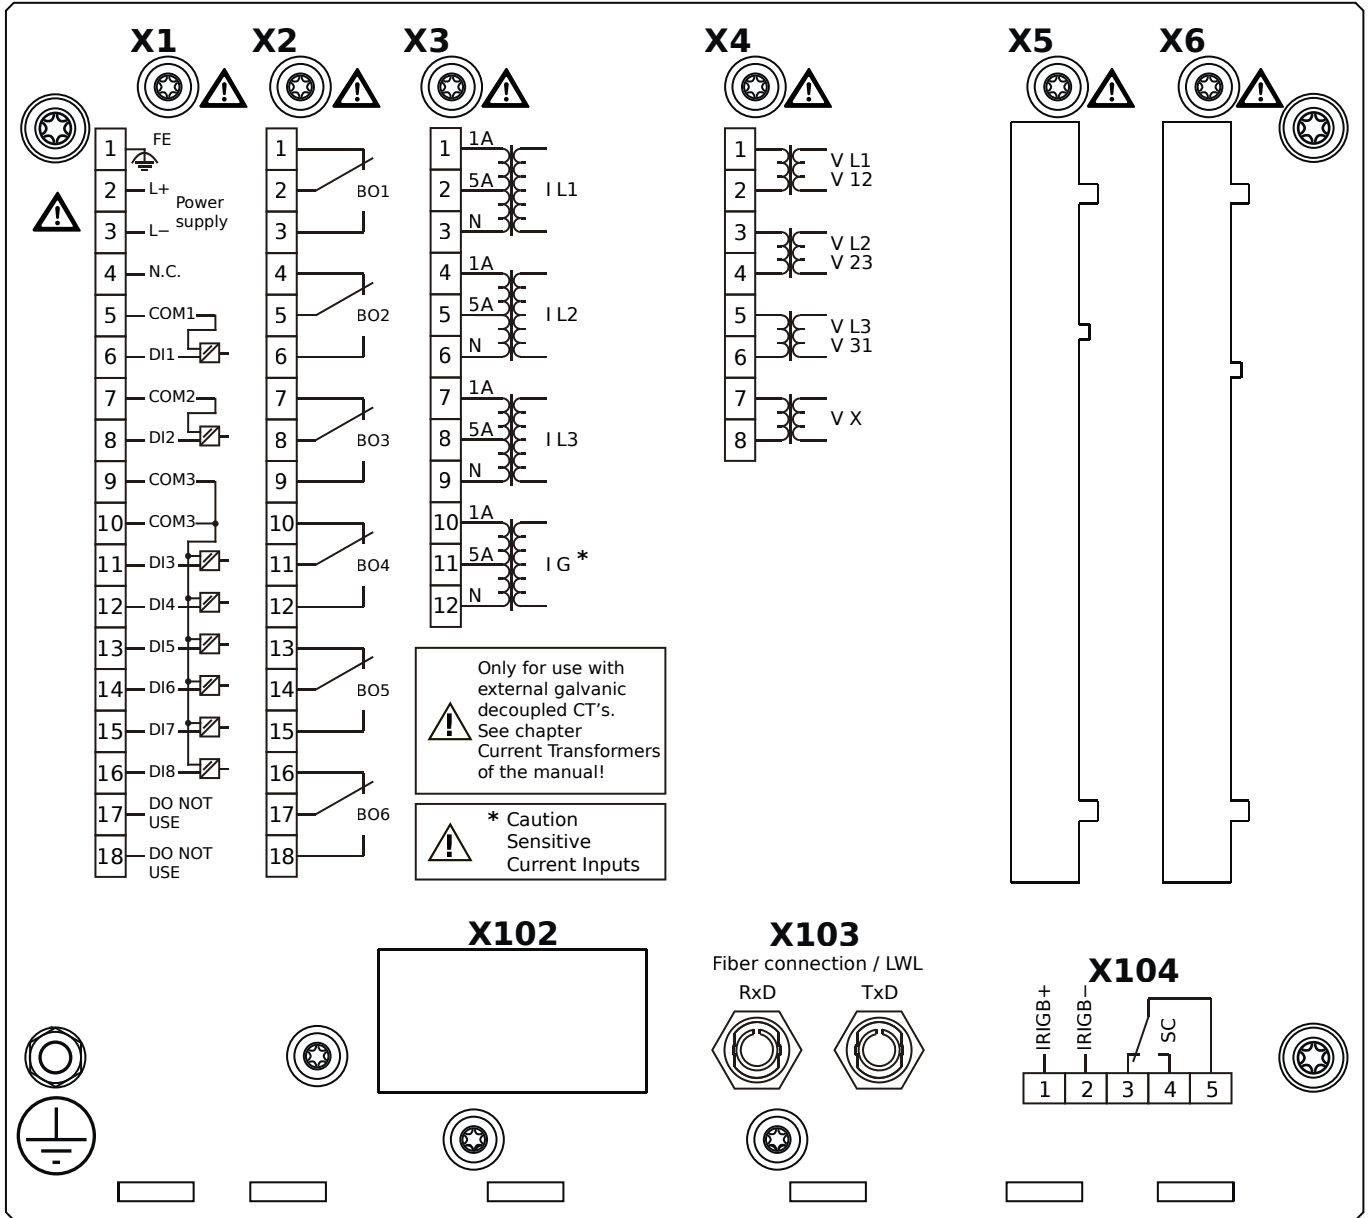 X1 X2 X3 X4 X5 X6
1 FE
2 L+
Power
supply
3 L−
4 N.C.
5 COM1
6 DI1
7 COM2
8 DI2
9 COM3
10 COM3
11 DI3
12 DI4
13 DI5
14 DI6
15 DI7
16 DI8
17 DO NOT
USE
18 DO NOT
USE
1
2 BO1
3
4
5 BO2
6
7
8 BO3
9
10
11 BO4
12
13
14 BO5
15
16
17 BO6
18
1 1A
2 5A I L1
3 N
4 1A
5 5A I L2
6 N
7 1A
8 5A I L3
9 N
10 1A
11 5A I G *
12 N
Only for use with
external galvanic
decoupled CT's.
See chapter
Current Transformers
of the manual!
* Caution
Sensitive
Current Inputs
1 V L1
2 V 12
3 V L2
4 V 23
5 V L3
6 V 31
7 V X
8
X102
X103
Fiber connection / LWL
RxD TxD
X104
IRIGB+ IRIGB− SC
1 2 3 4 5